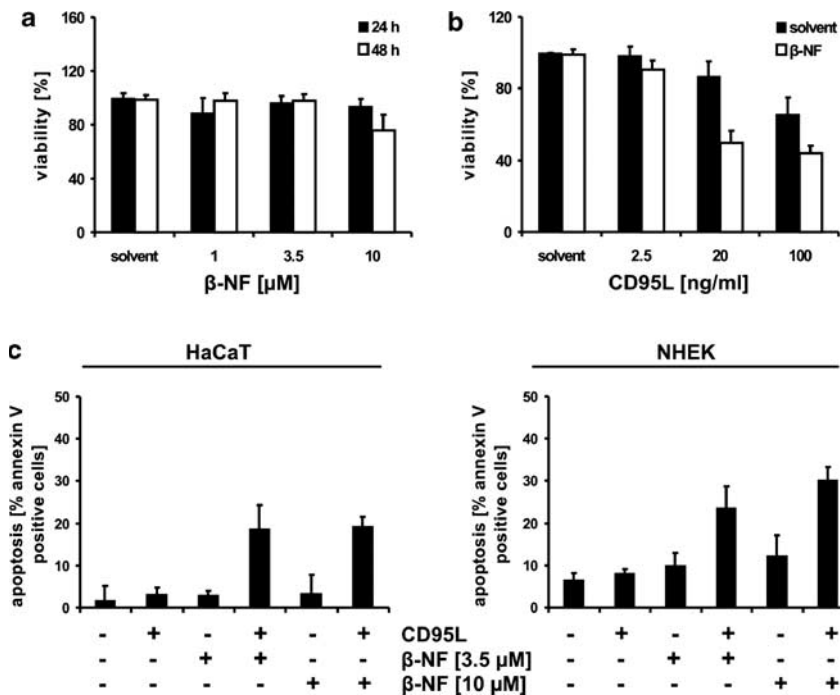 a
160
120
80
40
0
viability [%]
24 h
48 h
solvent 1 3.5 10
β-NF [µM]
b
120
80
40
0
viability [%]
solvent
β-NF
solvent 2.5 20 100
CD95L [ng/ml]
c
HaCaT
50
40
30
20
10
0
apoptosis [% annexin V
positive cells]
NHEK
50
40
30
20
10
0
apoptosis [% annexin V
positive cells]
- + - + - + CD95L - + - + - +
- - + + - - β-NF [3.5 µM] - - + + - -
- - - - + + β-NF [10 µM] - - - - + +